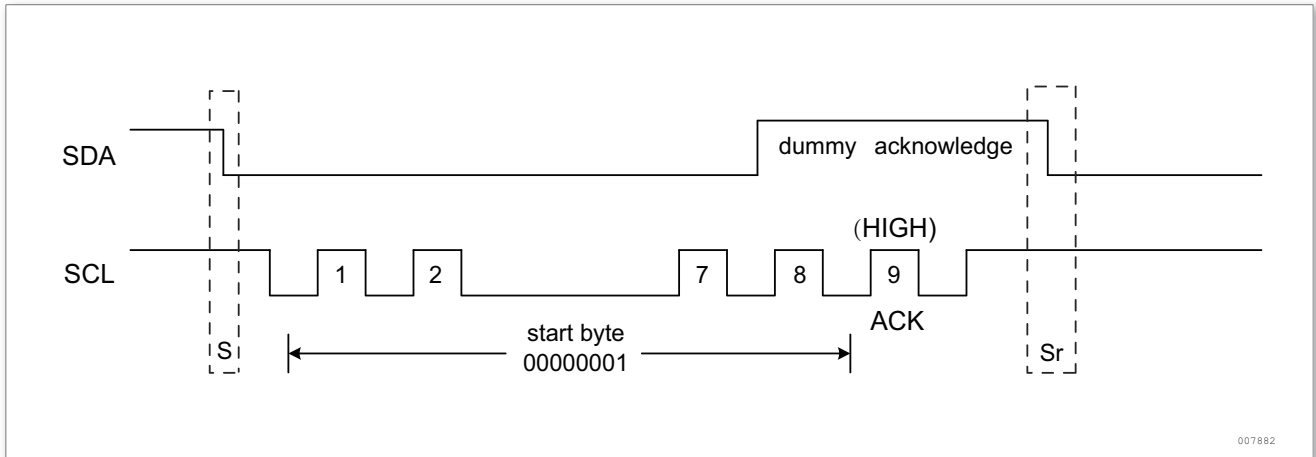 SDA
dummy acknowledge
(HIGH)
SCL
1 2 7 8 9
ACK
start byte
00000001
S
Sr
007882